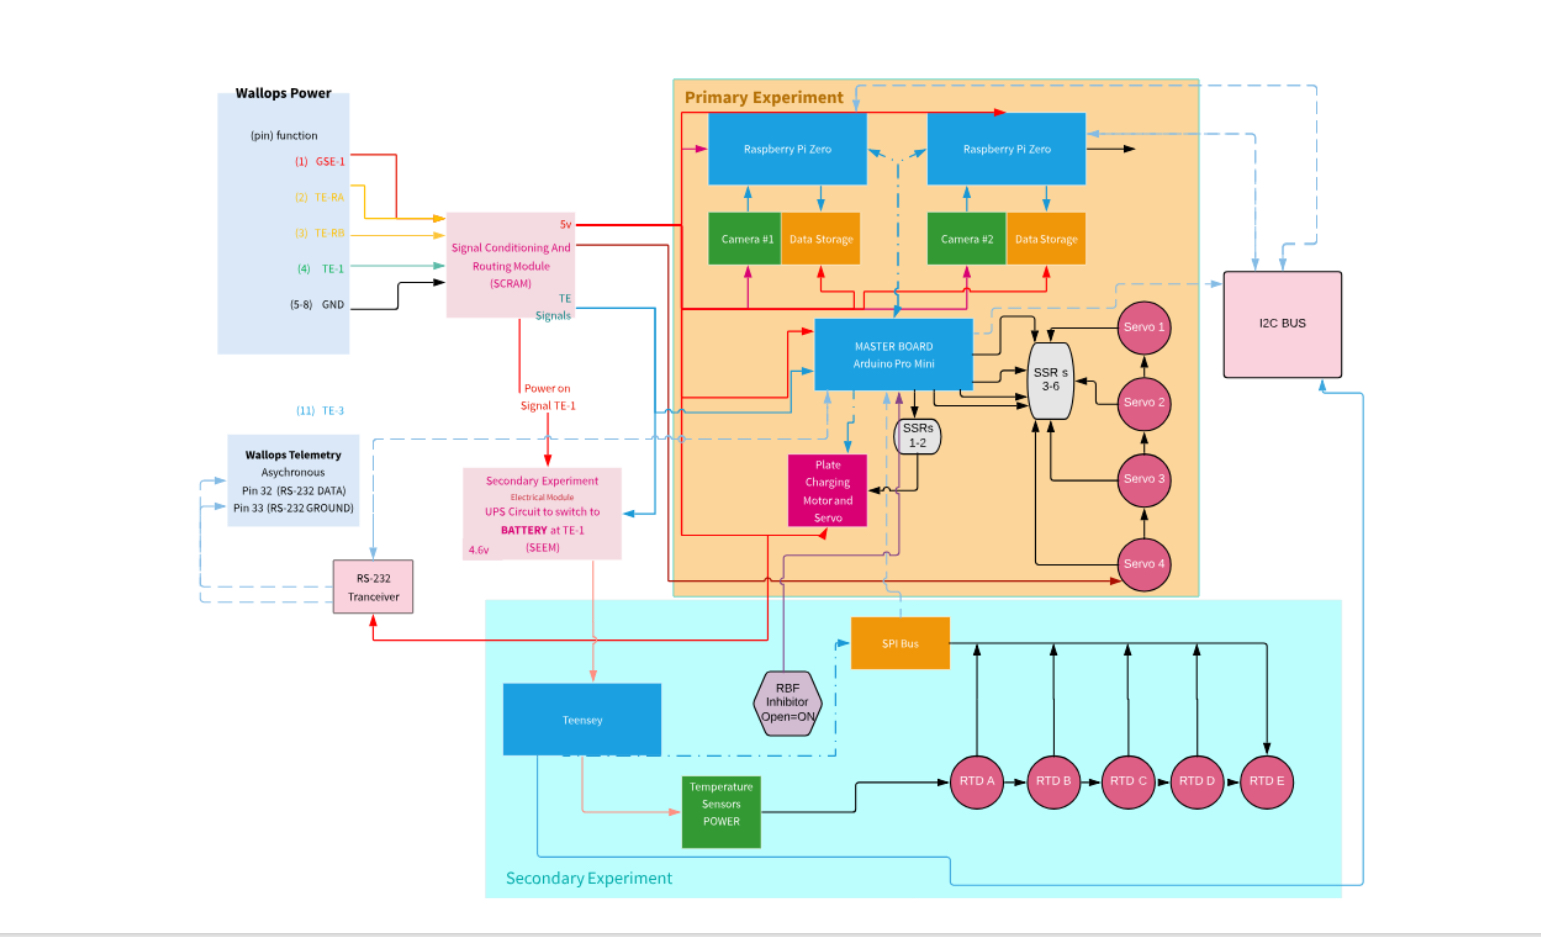 Wallops Power
(pin) function
(1) GSE-1
(2) TE-RA
(3) TE-RB
(4) TE-1
(5-8) GND
5v
Signal Conditioning And
Routing Module
(SCRAM)
TE
Signals
Power on
Signal TE-1
(11) TE-3
Wallops Telemetry
Asychronous
Pin 32 (RS-232 DATA)
Pin 33 (RS-232 GROUND)
RS-232
Tranceiver
Secondary Experiment
Electrical Module
UPS Circuit to switch to
BATTERY at TE-1
(SEEM)
4.6v
Primary Experiment
Raspberry Pi Zero
Raspberry Pi Zero
Camera #1
Data Storage
Camera #2
Data Storage
MASTER BOARD
Arduino Pro Mini
SSR s
3-6
SSRs
1-2
Plate
Charging
Motor and
Servo
Servo 1
Servo 2
Servo 3
Servo 4
I2C BUS
SPI Bus
RBF
Inhibitor
Open=ON
Teensey
Temperature
Sensors
POWER
RTD A
RTD B
RTD C
RTD D
RTD E
Secondary Experiment